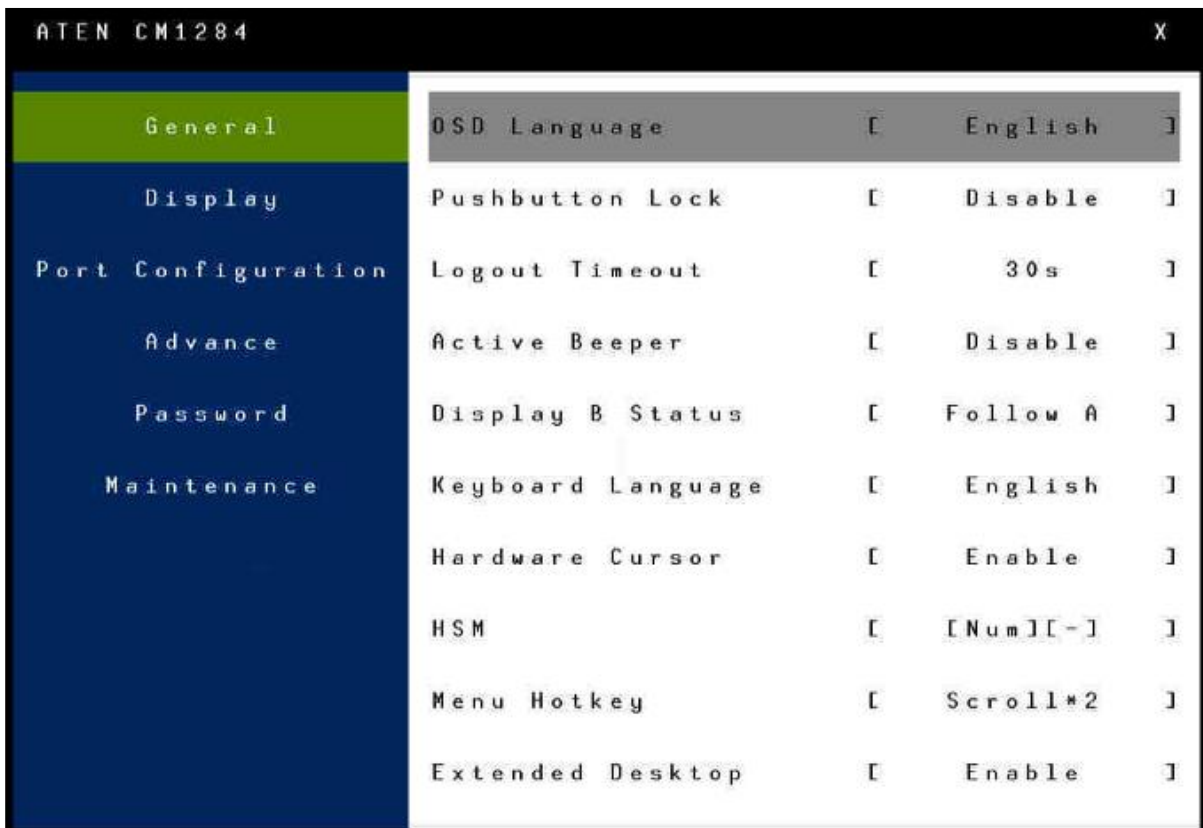 ATEN CM1284 X
General
Display
Port Configuration
Advance
Password
Maintenance
OSD Language [ English ]
Pushbutton Lock [ Disable ]
Logout Timeout [ 30s ]
Active Beeper [ Disable ]
Display B Status [ Follow A ]
Keyboard Language [ English ]
Hardware Cursor [ Enable ]
HSM [ [Num][-] ]
Menu Hotkey [ Scroll*2 ]
Extended Desktop [ Enable ]